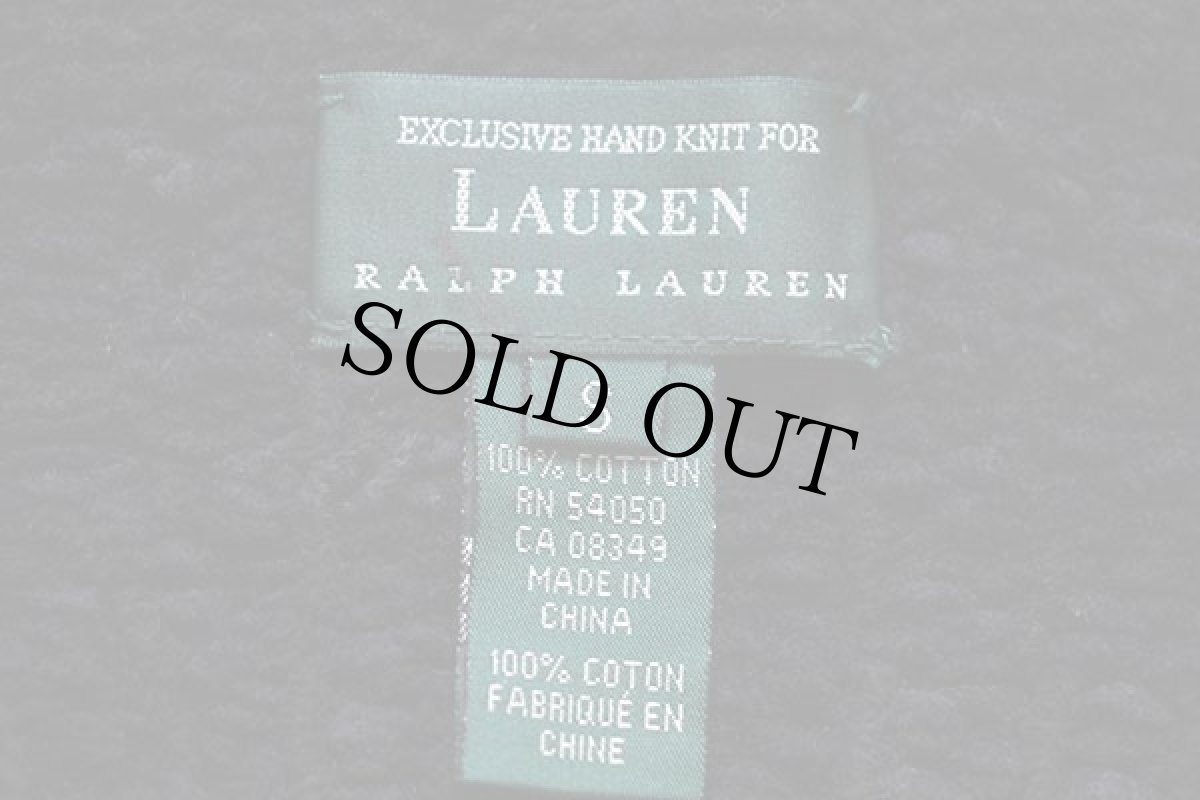 EXCLUSIVE HAND KNIT FOR
LAUREN
RALPH LAUREN
SOLD OUT
S
100% COTTON
RN 54050
CA 08349
MADE IN
CHINA
100% COTON
FABRIQUÉ EN
CHINE